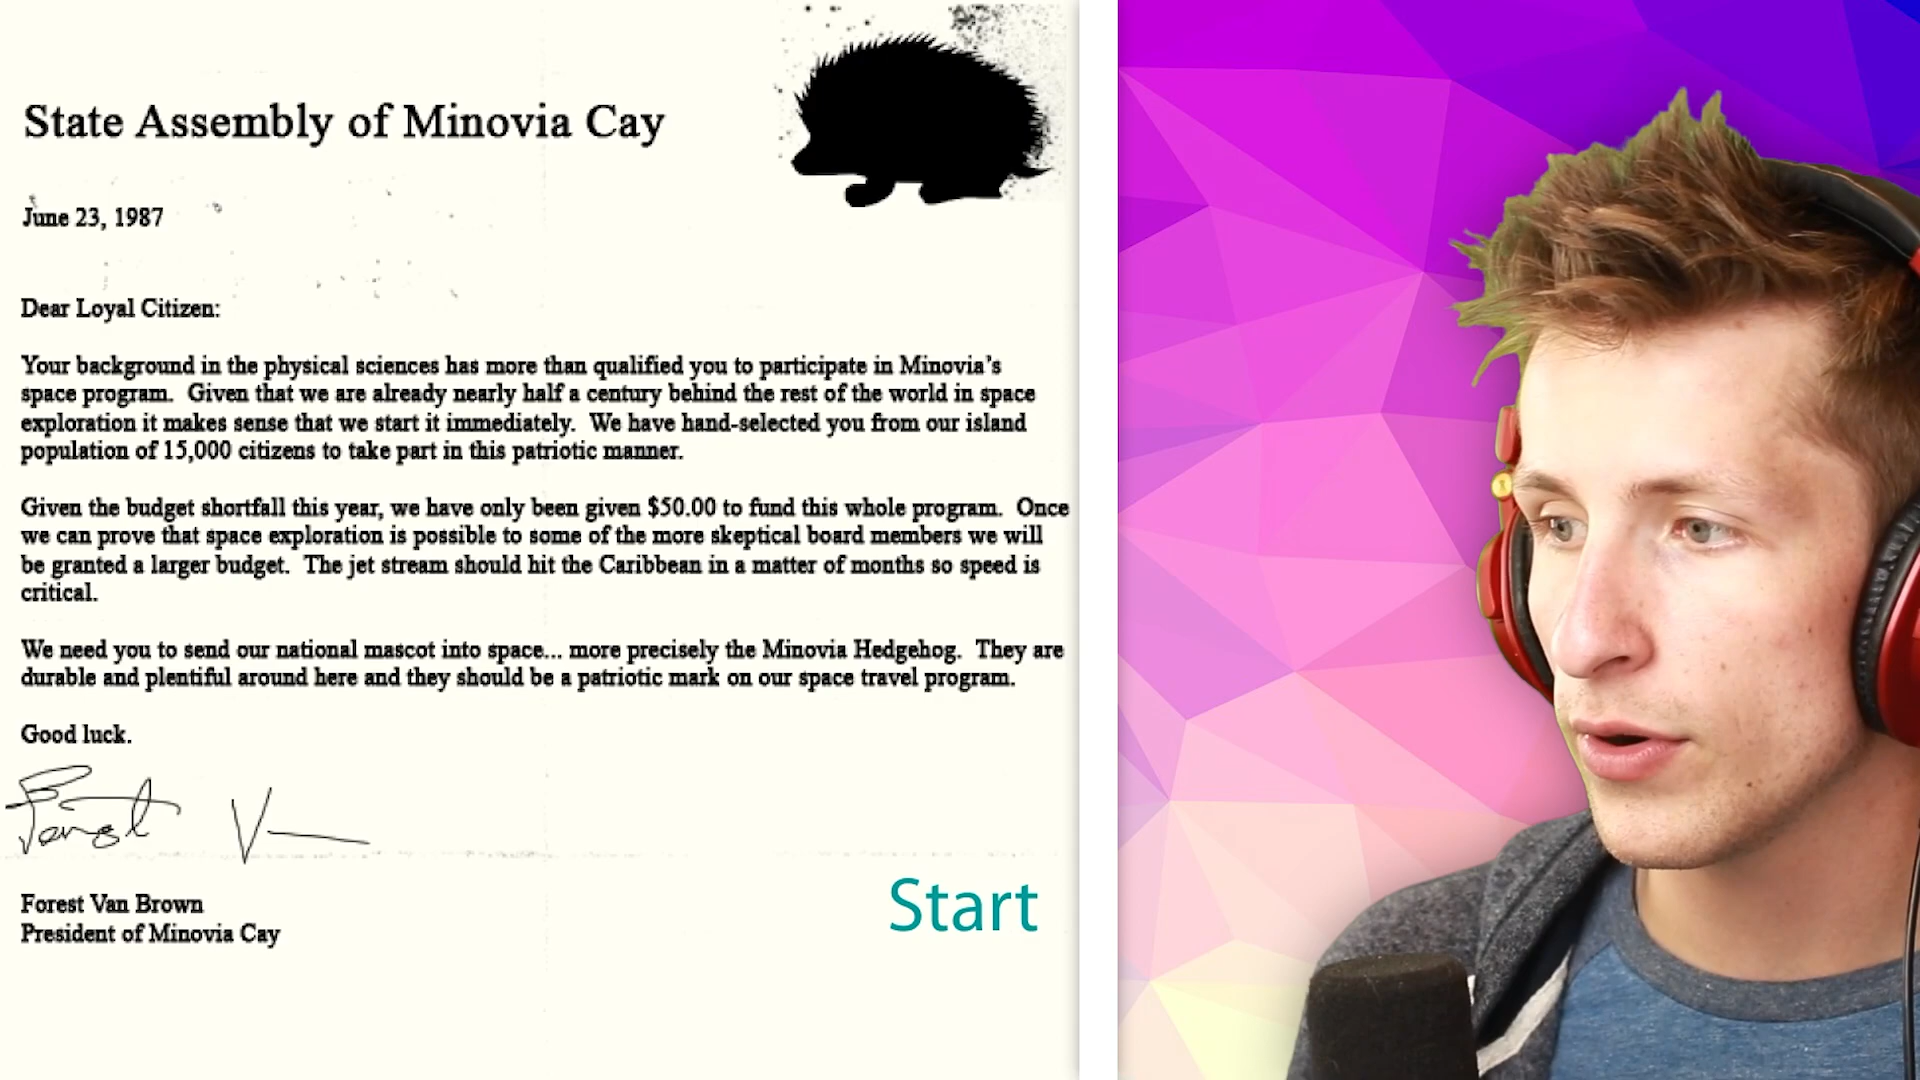 State Assembly of Minovia Cay
June 23, 1987
Dear Loyal Citizen:
Your background in the physical sciences has more than qualified you to participate in Minovia's
space program.  Given that we are already nearly half a century behind the rest of the world in space
exploration it makes sense that we start it immediately.  We have hand-selected you from our island
population of 15,000 citizens to take part in this patriotic manner.
Given the budget shortfall this year, we have only been given $50.00 to fund this whole program.  Once
we can prove that space exploration is possible to some of the more skeptical board members we will
be granted a larger budget.  The jet stream should hit the Caribbean in a matter of months so speed is
critical.
We need you to send our national mascot into space... more precisely the Minovia Hedgehog.  They are
durable and plentiful around here and they should be a patriotic mark on our space travel program.
Good luck.
Forest Van Brown
President of Minovia Cay
Start